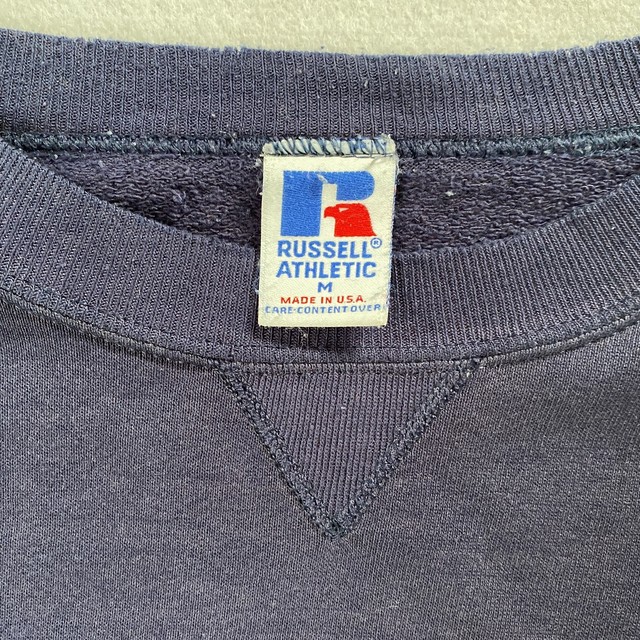 R
RUSSELL®
ATHLETIC
M
MADE IN U.S.A.
CARE-CONTENT OVER